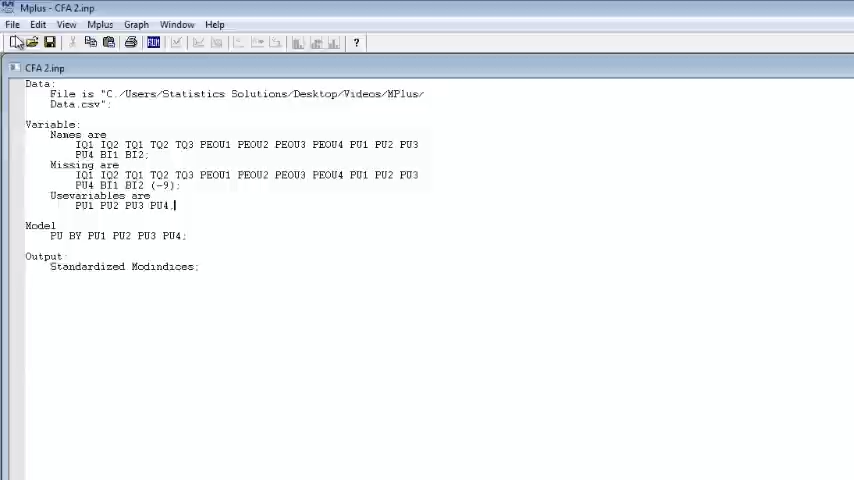 Mplus - CFA 2.inp
File Edit View Mplus Graph Window Help
RUN ?
CFA 2.inp
Data:
File is "C:/Users/Statistics Solutions/Desktop/Videos/MPlus/
Data.csv";
Variable:
Names are
IQ1 IQ2 TQ1 TQ2 TQ3 PEOU1 PEOU2 PEOU3 PEOU4 PU1 PU2 PU3
PU4 BI1 BI2;
Missing are
IQ1 IQ2 TQ1 TQ2 TQ3 PEOU1 PEOU2 PEOU3 PEOU4 PU1 PU2 PU3
PU4 BI1 BI2 (-9);
Usevariables are
PU1 PU2 PU3 PU4;
Model
PU BY PU1 PU2 PU3 PU4;
Output
Standardized Modindices;